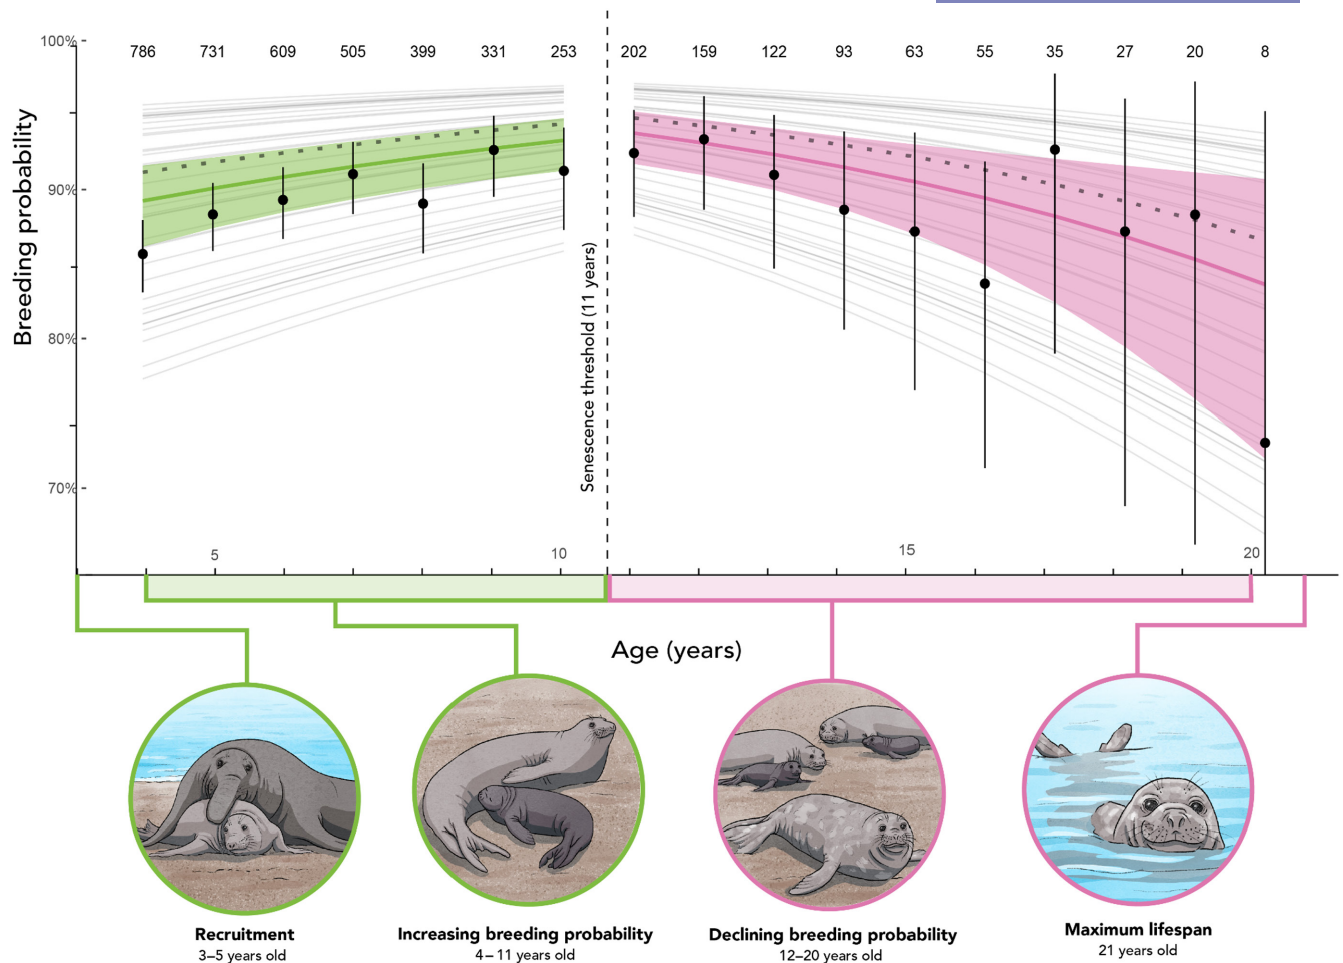 100%
786 731 609 505 399 331 253 202 159 122 93 63 55 35 27 20 8
90%
80%
70%
Breeding probability
Senescence threshold (11 years)
5 10 15 20
Age (years)
Recruitment
3–5 years old
Increasing breeding probability
4–11 years old
Declining breeding probability
12–20 years old
Maximum lifespan
21 years old